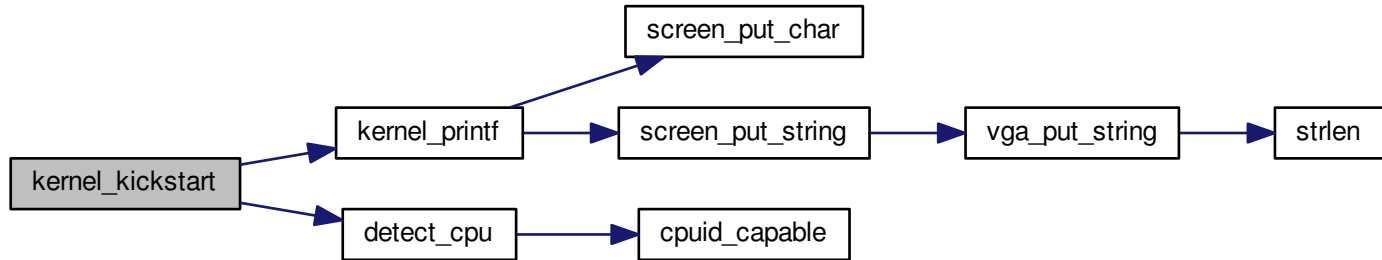 screen_put_char
kernel_printf
screen_put_string
vga_put_string
strlen
kernel_kickstart
detect_cpu
cpuid_capable